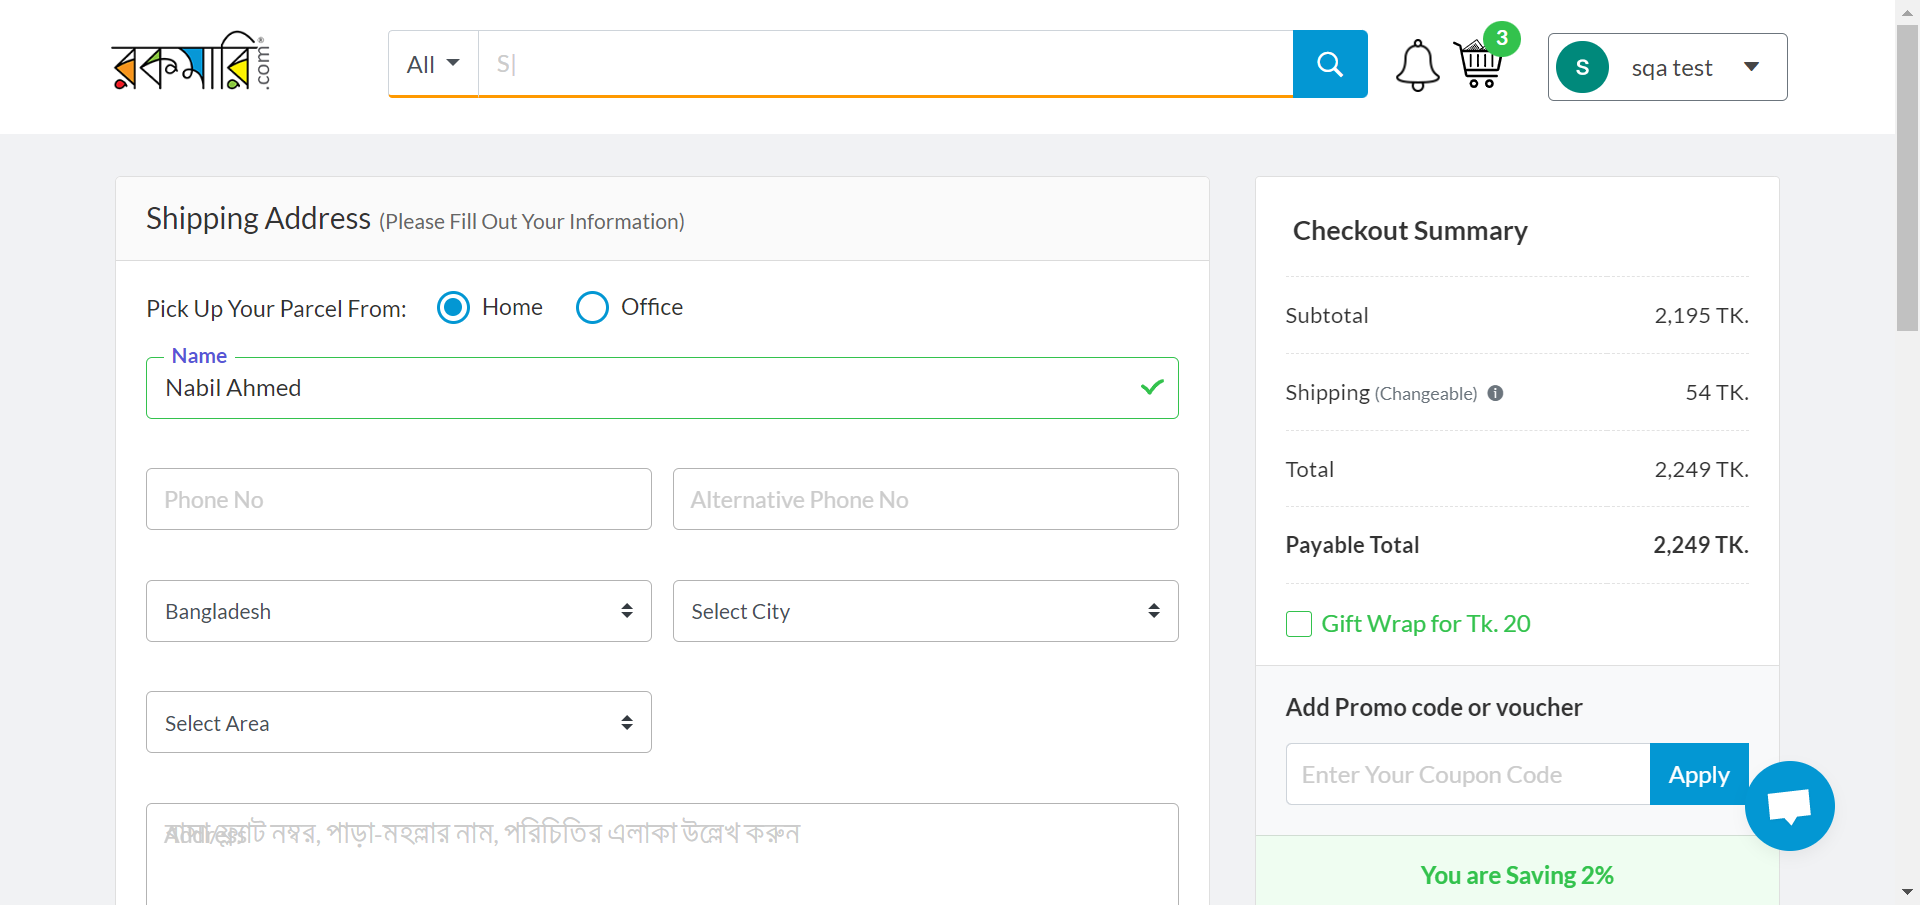 রকমারি.com®
All
S
3
S
sqa test
Shipping Address (Please Fill Out Your Information)
Pick Up Your Parcel From:
Home
Office
Name
Nabil Ahmed
Phone No
Alternative Phone No
Bangladesh
Select City
Select Area
Address
নম্বর, পাড়া-মহল্লার নাম, পরিচিতির এলাকা উল্লেখ করুন
Checkout Summary
Subtotal 2,195 TK.
Shipping (Changeable) 54 TK.
Total 2,249 TK.
Payable Total 2,249 TK.
Gift Wrap for Tk. 20
Add Promo code or voucher
Enter Your Coupon Code
Apply
You are Saving 2%